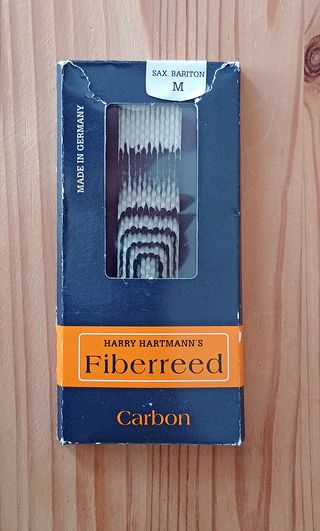 SAX. BARITON
M
MADE IN GERMANY
HARRY HARTMANN´S
Fiberreed
Carbon